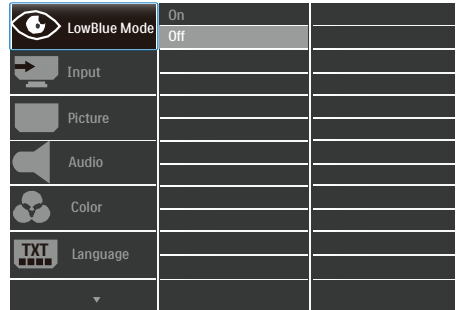 LowBlue Mode
On
Off
Input
Picture
Audio
Color
TXT
Language